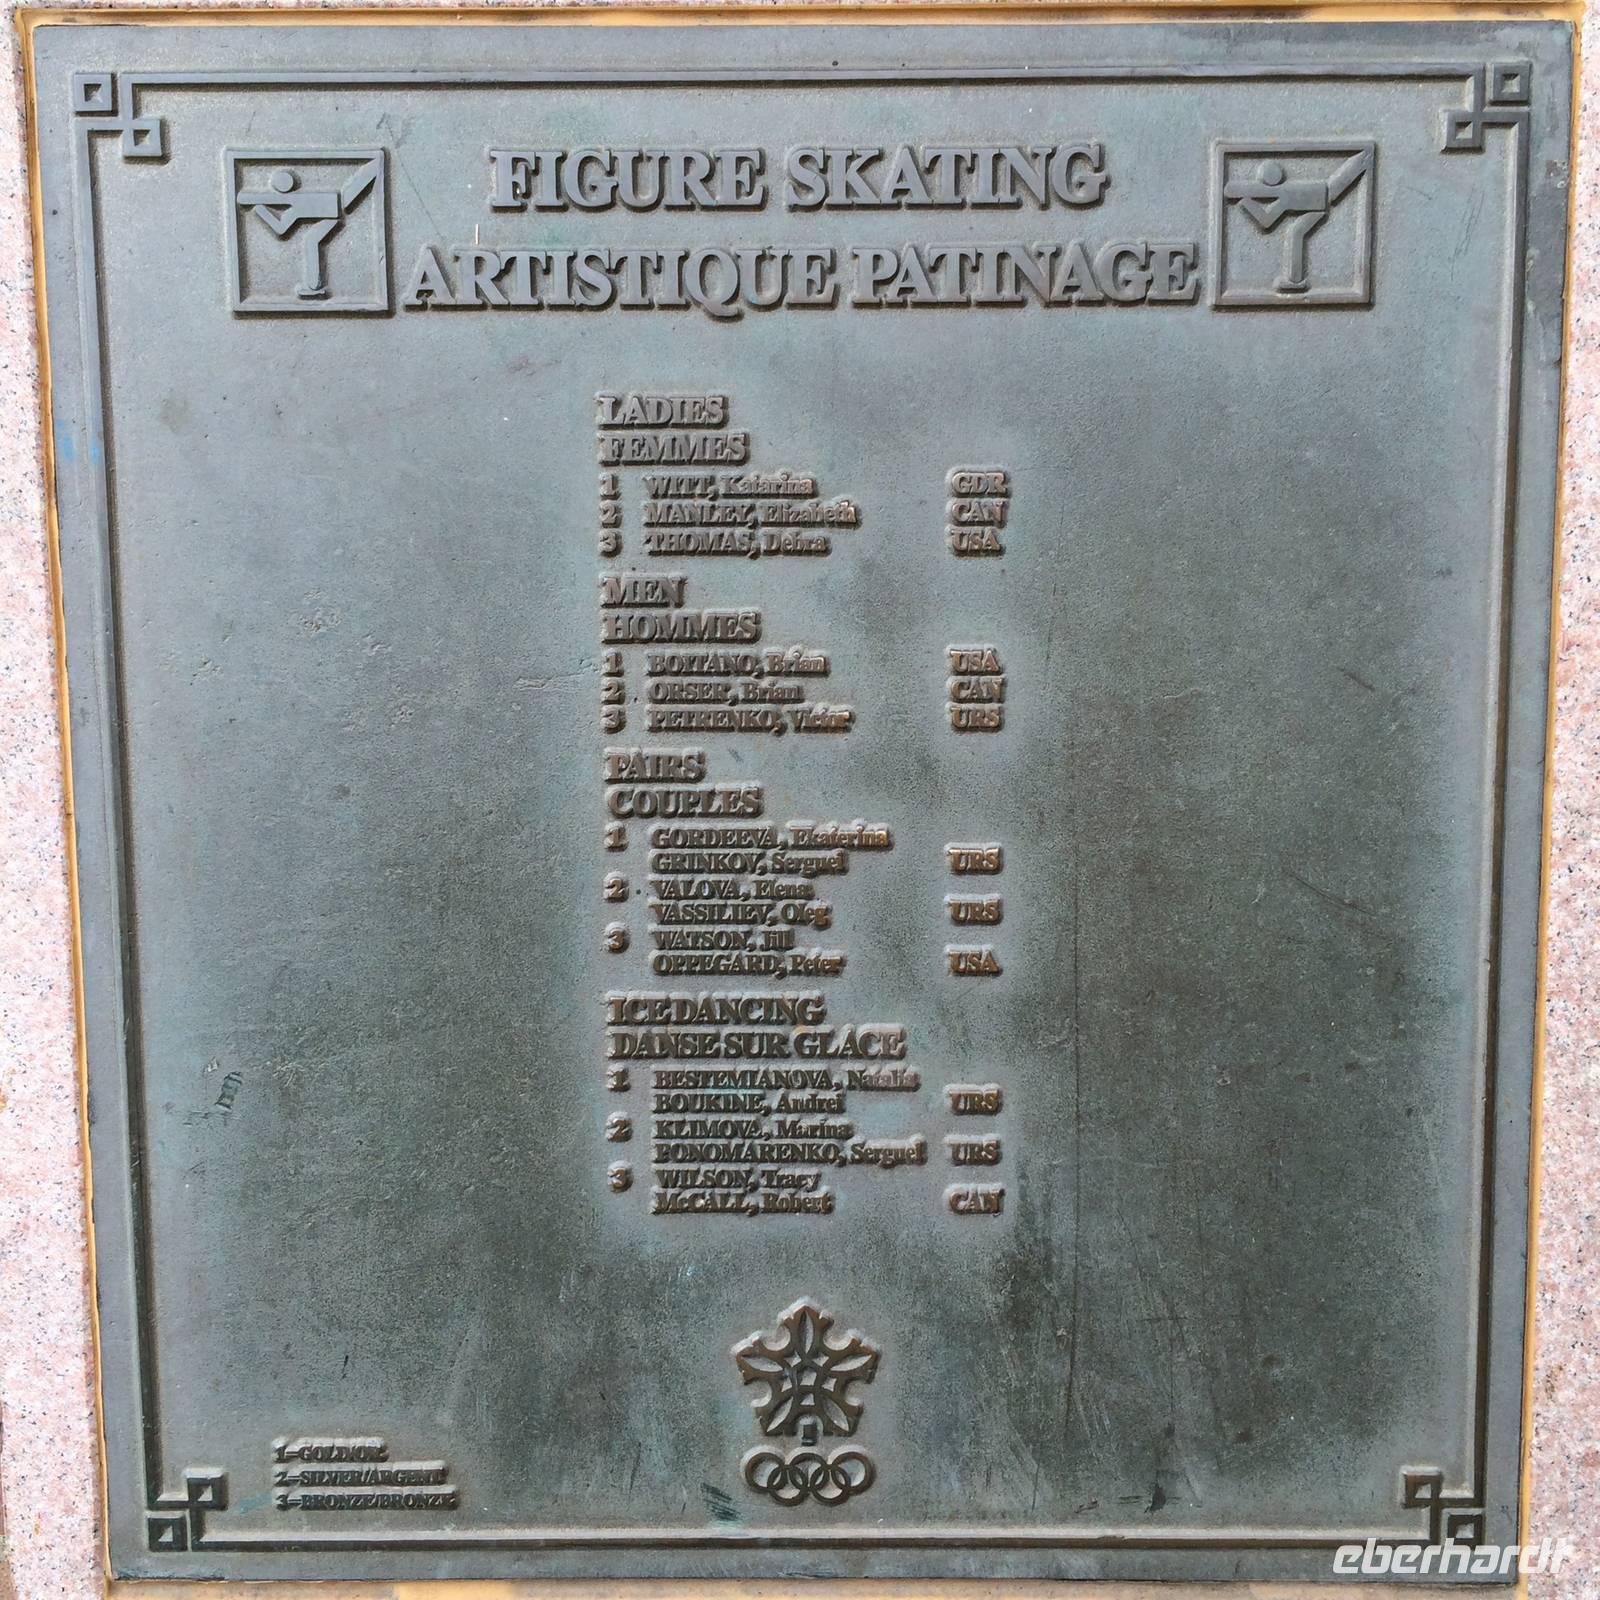 FIGURE SKATING
ARTISTIQUE PATINAGE
LADIES
FEMMES
1 WITT, Katarina GDR
2 MANLEY, Elizabeth CAN
3 THOMAS, Debra USA
MEN
HOMMES
1 BOITANO, Brian USA
2 ORSER, Brian CAN
3 PETRENKO, Victor URS
PAIRS
COUPLES
1 GORDEEVA, Ekaterina
GRINKOV, Serguei URS
2 VALOVA, Elena
VASSILIEV, Oleg URS
3 WATSON, Jill
OPPEGARD, Peter USA
ICE DANCING
DANSE SUR GLACE
1 BESTEMIANOVA, Natalia
BOUKINE, Andrei URS
2 KLIMOVA, Marina
PONOMARENKO, Serguei URS
3 WILSON, Tracy
McCALL, Robert CAN
1–GOLD/OR
2–SILVER/ARGENT
3–BRONZE/BRONZE
eberhardt